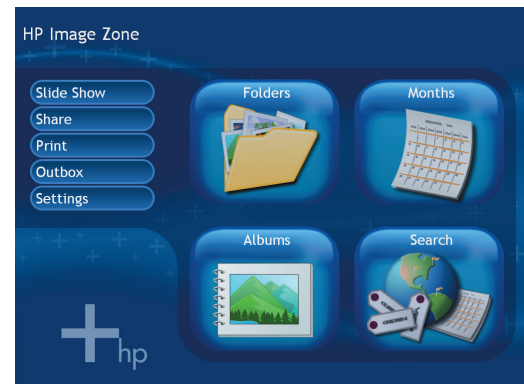 HP Image Zone
Slide Show
Share
Print
Outbox
Settings
Folders
Months
Albums
Search
hp